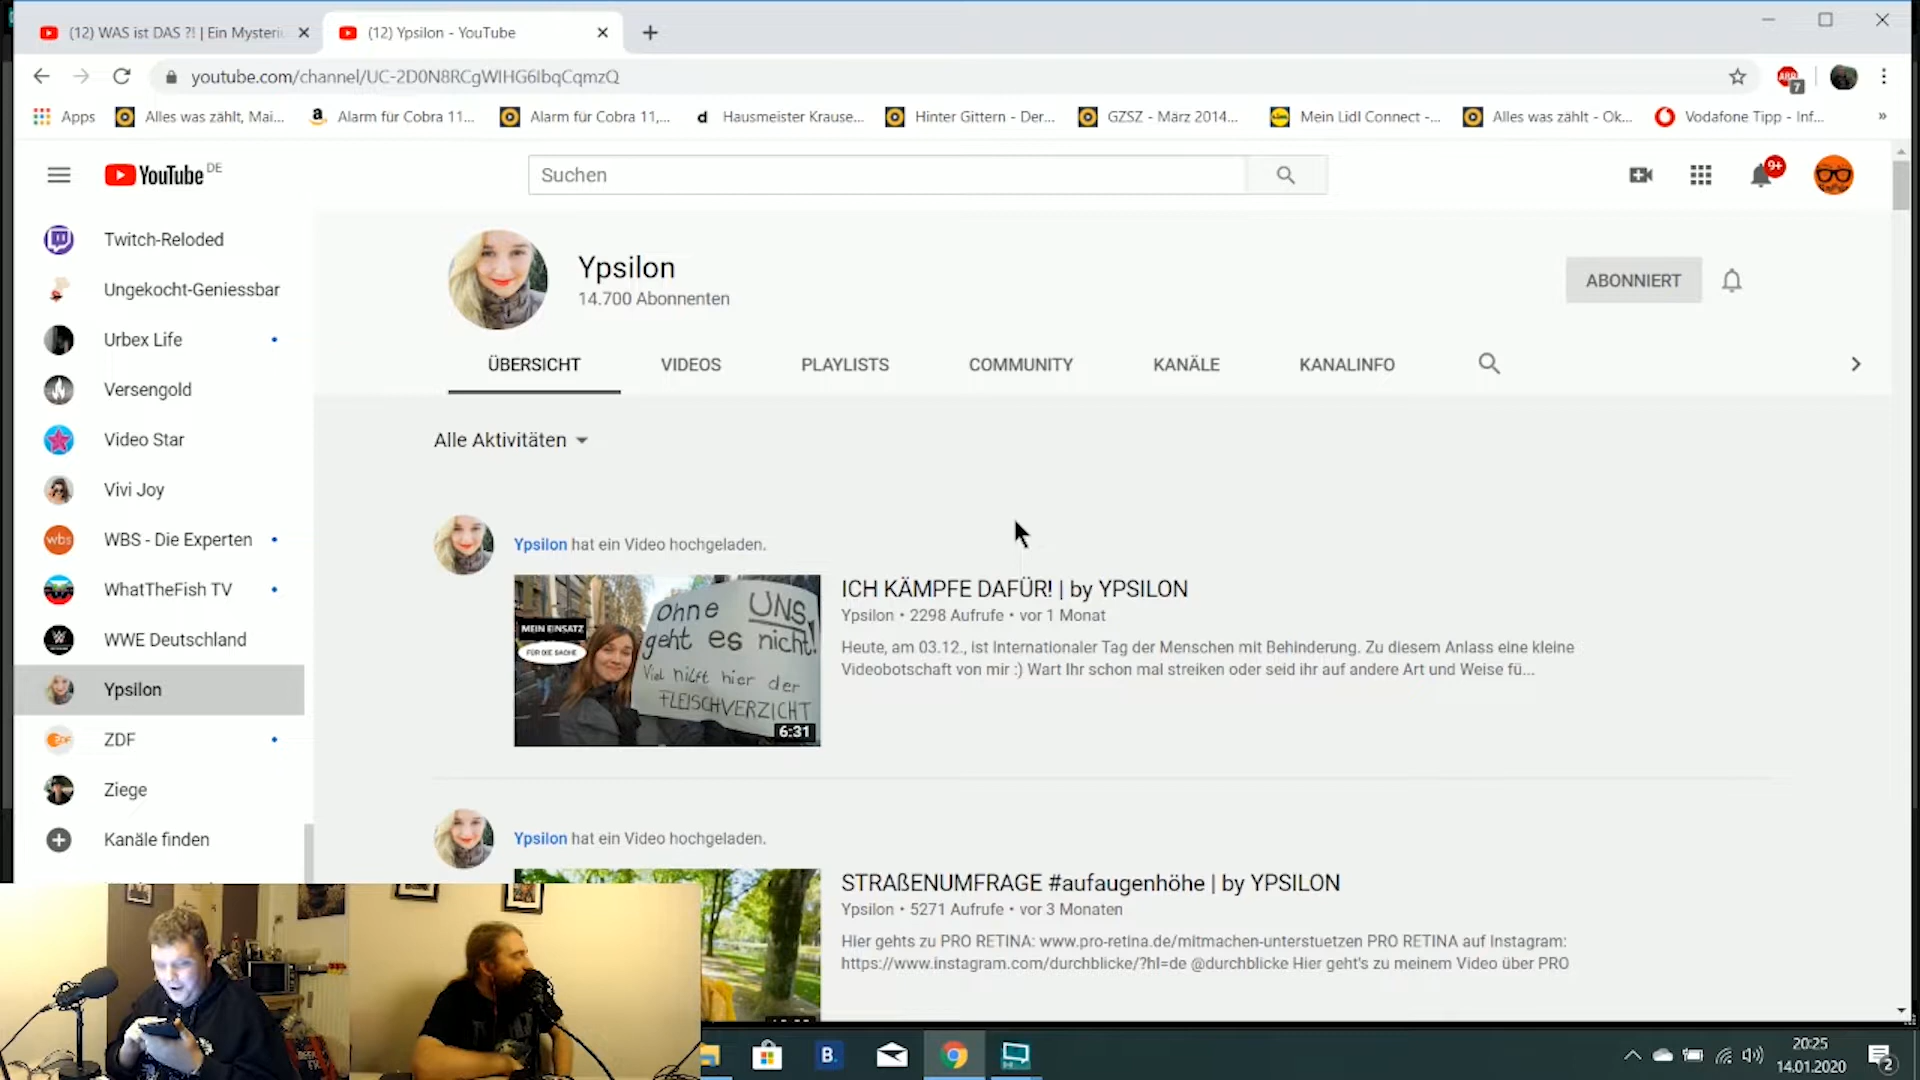 (12) WAS ist DAS ?! | Ein Mysteri
(12) Ypsilon - YouTube
youtube.com/channel/UC-2D0N8RCgWIHG6IbqCqmzQ
ABP
7
Apps
Alles was zählt, Mai...
Alarm für Cobra 11...
Alarm für Cobra 11,...
Hausmeister Krause...
Hinter Gittern - Der...
GZSZ - März 2014...
Mein Lidl Connect -...
Alles was zählt - Ok...
Vodafone Tipp - Inf...
»
YouTube DE
Suchen
9+
Twitch-Reloded
Ungekocht-Geniessbar
Urbex Life
Versengold
Video Star
Vivi Joy
wbs
WBS - Die Experten
WhatTheFish TV
WWE Deutschland
Ypsilon
ZDF
ZDF
Ziege
Kanäle finden
Ypsilon
14.700 Abonnenten
ABONNIERT
ÜBERSICHT
VIDEOS
PLAYLISTS
COMMUNITY
KANÄLE
KANALINFO
Alle Aktivitäten
Ypsilon hat ein Video hochgeladen.
MEIN EINSATZ
FÜR DIE SACHE
Ohne UNS
geht es nicht!
Viel hilft hier der
FLEISCHVERZICHT
6:31
ICH KÄMPFE DAFÜR! | by YPSILON
Ypsilon • 2298 Aufrufe • vor 1 Monat
Heute, am 03.12., ist Internationaler Tag der Menschen mit Behinderung. Zu diesem Anlass eine kleine
Videobotschaft von mir :) Wart Ihr schon mal streiken oder seid ihr auf andere Art und Weise fü...
Ypsilon hat ein Video hochgeladen.
STRAßENUMFRAGE #aufaugenhöhe | by YPSILON
Ypsilon • 5271 Aufrufe • vor 3 Monaten
Hier gehts zu PRO RETINA: www.pro-retina.de/mitmachen-unterstuetzen PRO RETINA auf Instagram:
https://www.instagram.com/durchblicke/?hl=de @durchblicke Hier geht's zu meinem Video über PRO
B.
20:25
14.01.2020
2